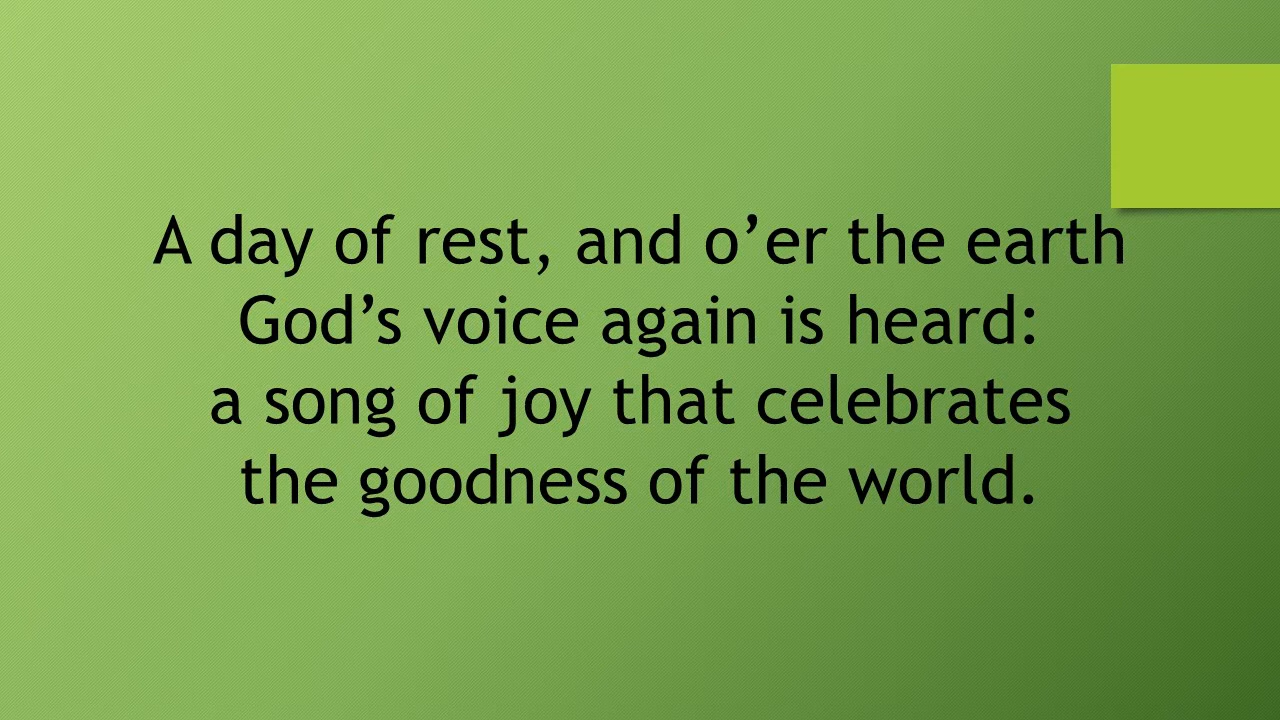 A day of rest, and o’er the earth
God’s voice again is heard:
a song of joy that celebrates
the goodness of the world.